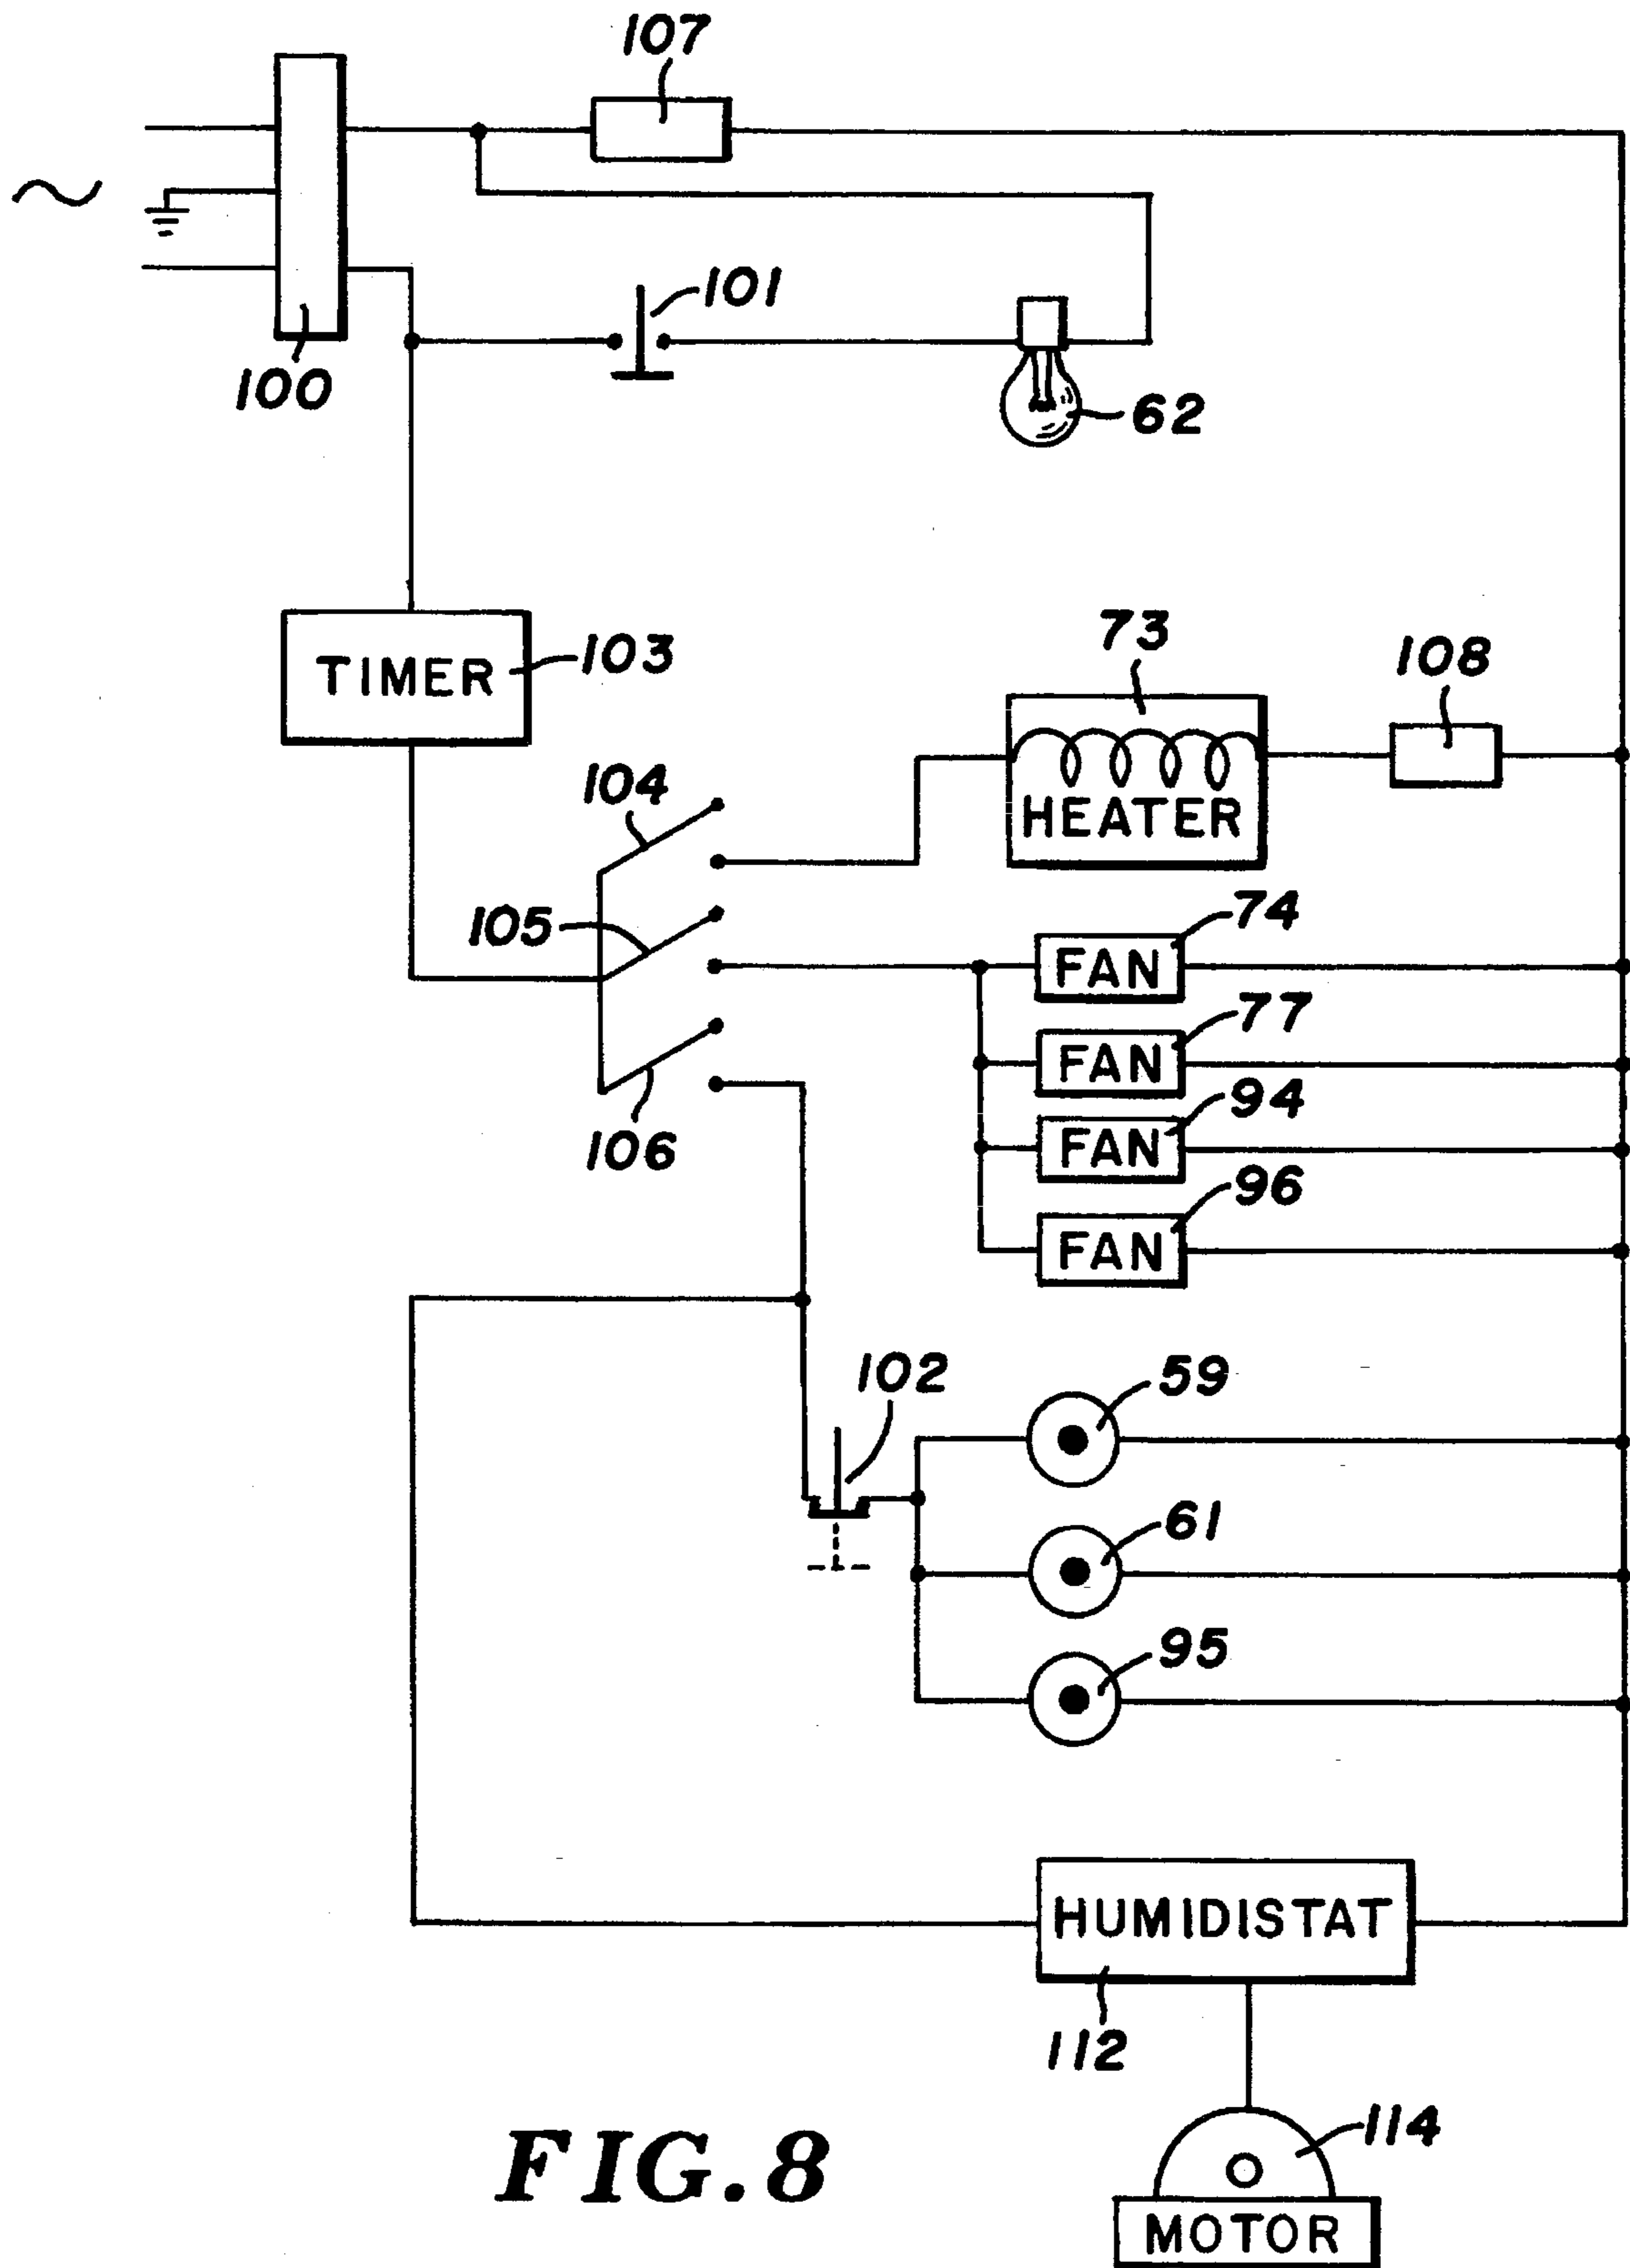 107
101
100
62
TIMER
103
73
108
HEATER
104
105
74
FAN
77
FAN
94
FAN
106
96
FAN
102
59
61
95
HUMIDISTAT
112
114
MOTOR
FIG. 8